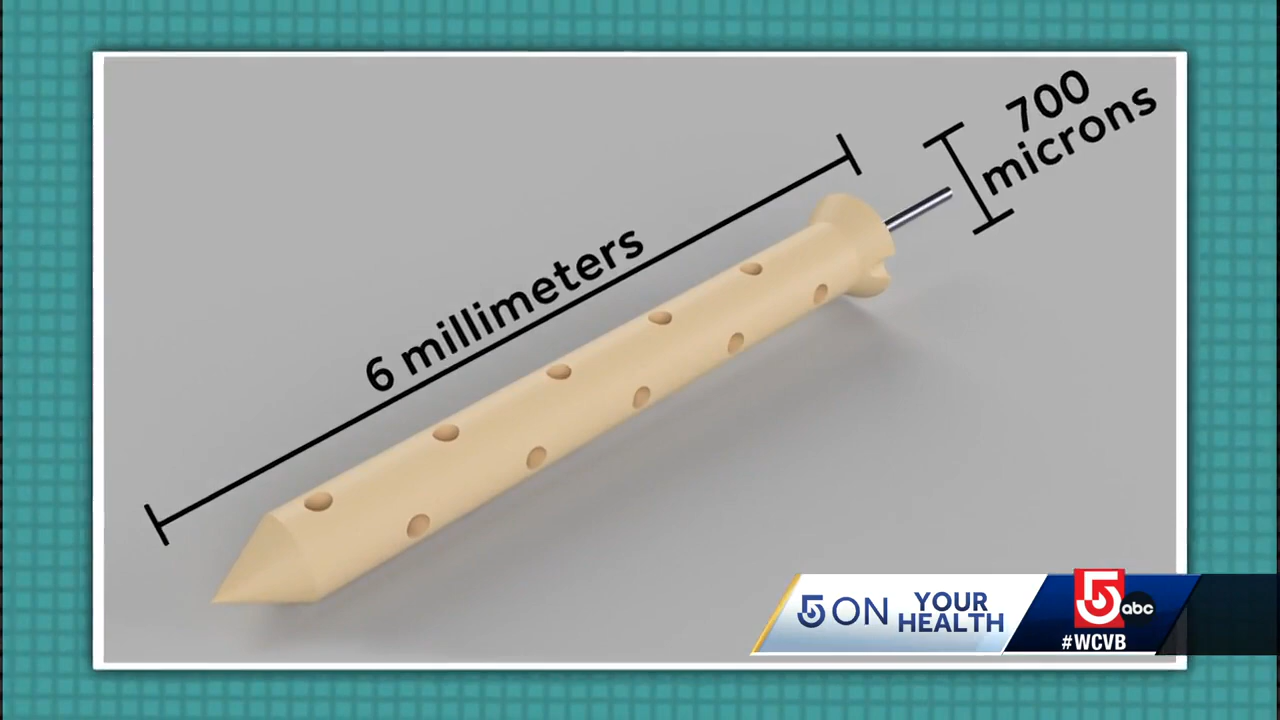 700
microns
6 millimeters
5 ON YOUR
HEALTH
5 abc
#WCVB